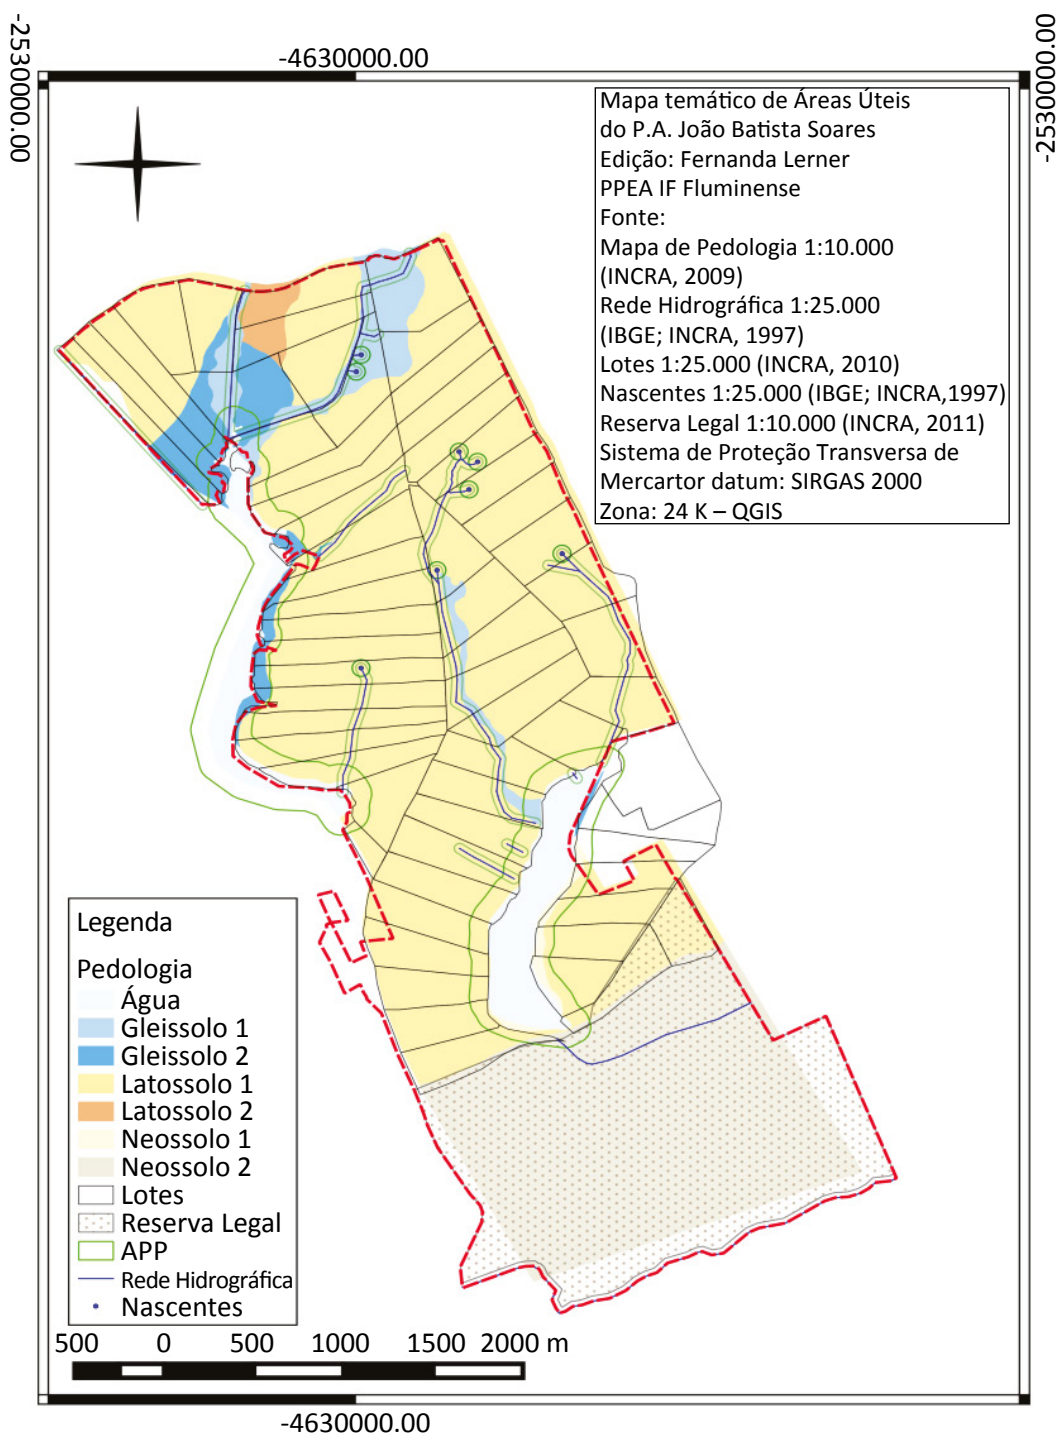 -4630000.00
-2530000.00
-2530000.00
Mapa temático de Áreas Úteis
do P.A. João Batista Soares
Edição: Fernanda Lerner
PPEA IF Fluminense
Fonte:
Mapa de Pedologia 1:10.000
(INCRA, 2009)
Rede Hidrográfica 1:25.000
(IBGE; INCRA, 1997)
Lotes 1:25.000 (INCRA, 2010)
Nascentes 1:25.000 (IBGE; INCRA,1997)
Reserva Legal 1:10.000 (INCRA, 2011)
Sistema de Proteção Transversa de
Mercartor datum: SIRGAS 2000
Zona: 24 K – QGIS
Legenda
Pedologia
Água
Gleissolo 1
Gleissolo 2
Latossolo 1
Latossolo 2
Neossolo 1
Neossolo 2
Lotes
Reserva Legal
APP
Rede Hidrográfica
Nascentes
500 0 500 1000 1500 2000 m
-4630000.00